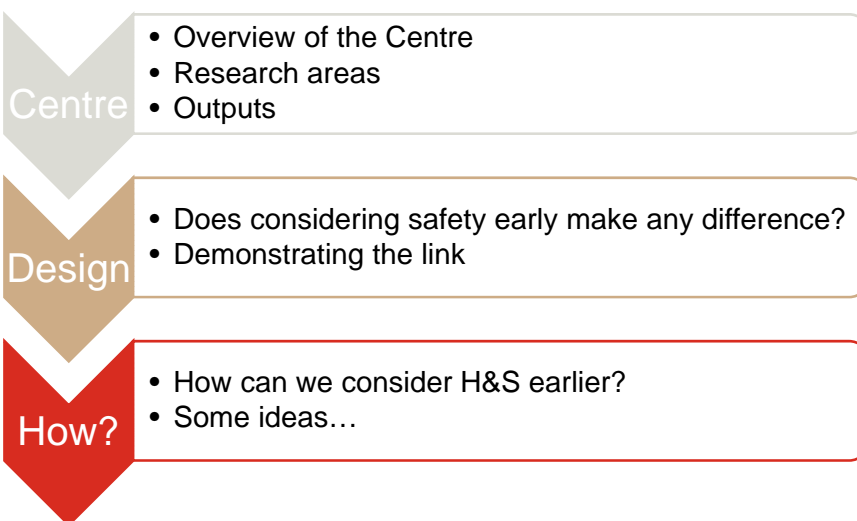 Centre
• Overview of the Centre
• Research areas
• Outputs
Design
• Does considering safety early make any difference?
• Demonstrating the link
How?
• How can we consider H&S earlier?
• Some ideas…